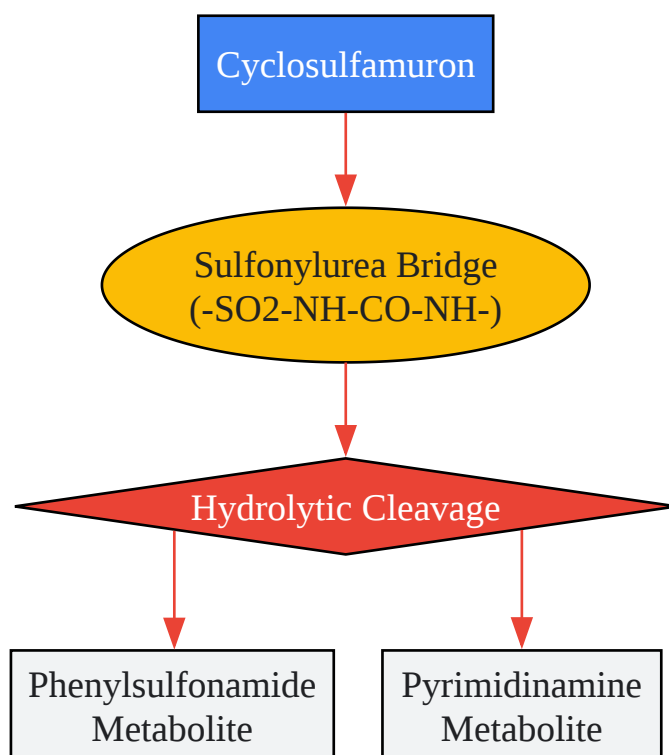 Cyclosulfamuron
Sulfonylurea Bridge
(-SO2-NH-CO-NH-)
Hydrolytic Cleavage
Phenylsulfonamide
Metabolite
Pyrimidinamine
Metabolite